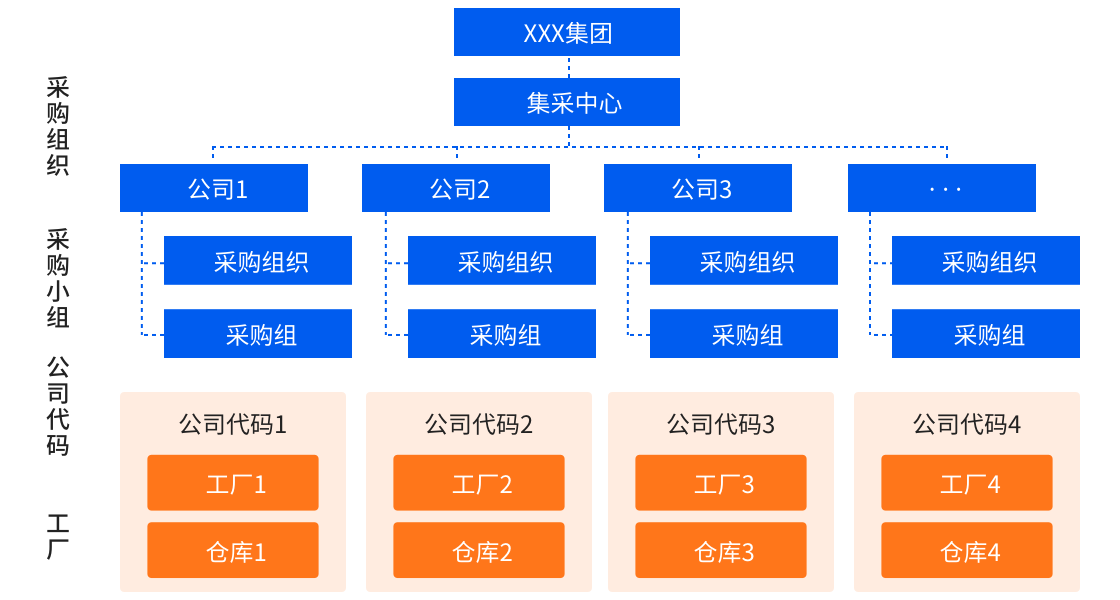 XXX集团
集采中心
采购组织
公司1
公司2
公司3
· · ·
采购小组
采购组织
采购组织
采购组织
采购组织
采购组
采购组
采购组
采购组
公司代码
公司代码1
公司代码2
公司代码3
公司代码4
工厂1
工厂2
工厂3
工厂4
工厂
仓库1
仓库2
仓库3
仓库4